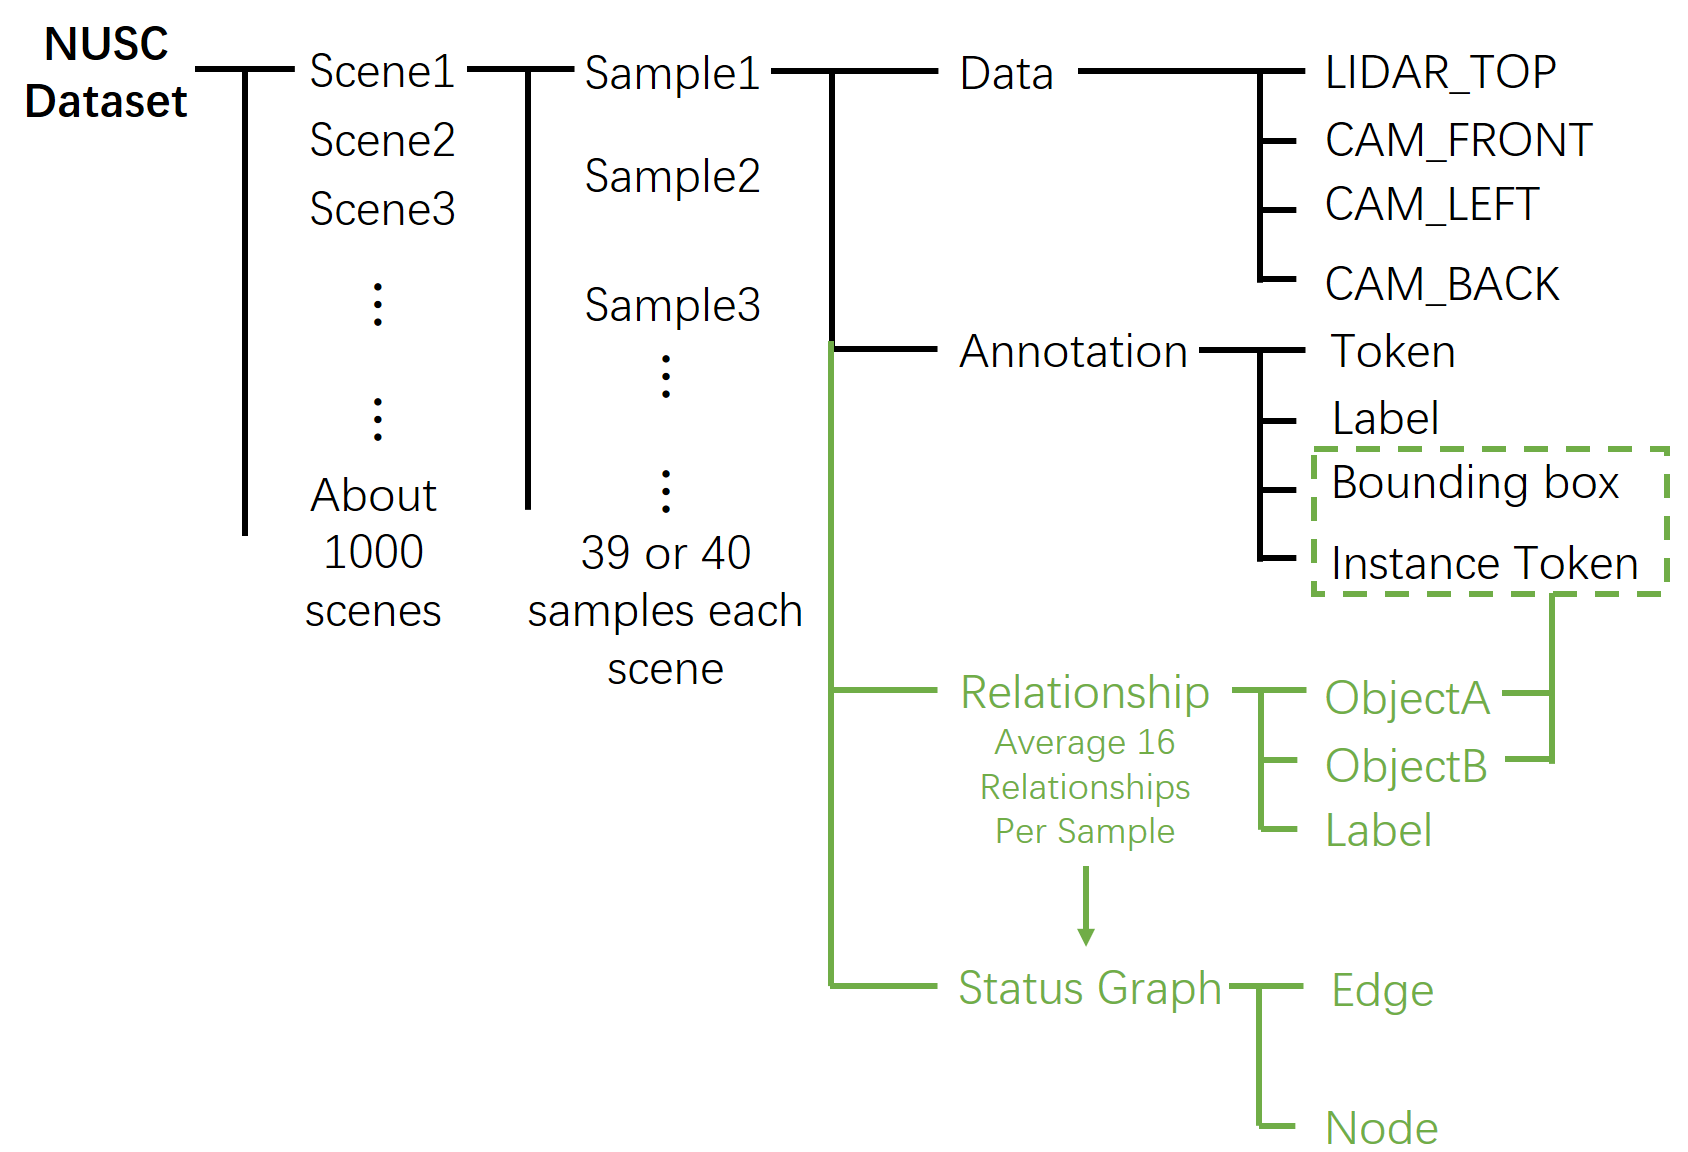 NUSC
Dataset
Scene1
Scene2
Scene3
About
1000
scenes
Sample1
Sample2
Sample3
39 or 40
samples each
scene
Data
LIDAR_TOP
CAM_FRONT
CAM_LEFT
CAM_BACK
Annotation
Token
Label
Bounding box
Instance Token
Relationship
Average 16
Relationships
Per Sample
ObjectA
ObjectB
Label
Status Graph
Edge
Node